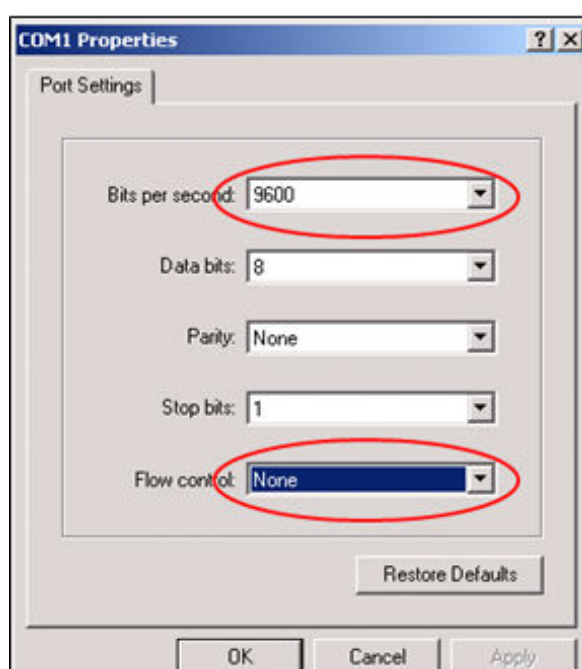 COM1 Properties
Port Settings
Bits per second: 9600
Data bits: 8
Parity: None
Stop bits: 1
Flow control: None
Restore Defaults
OK Cancel Apply